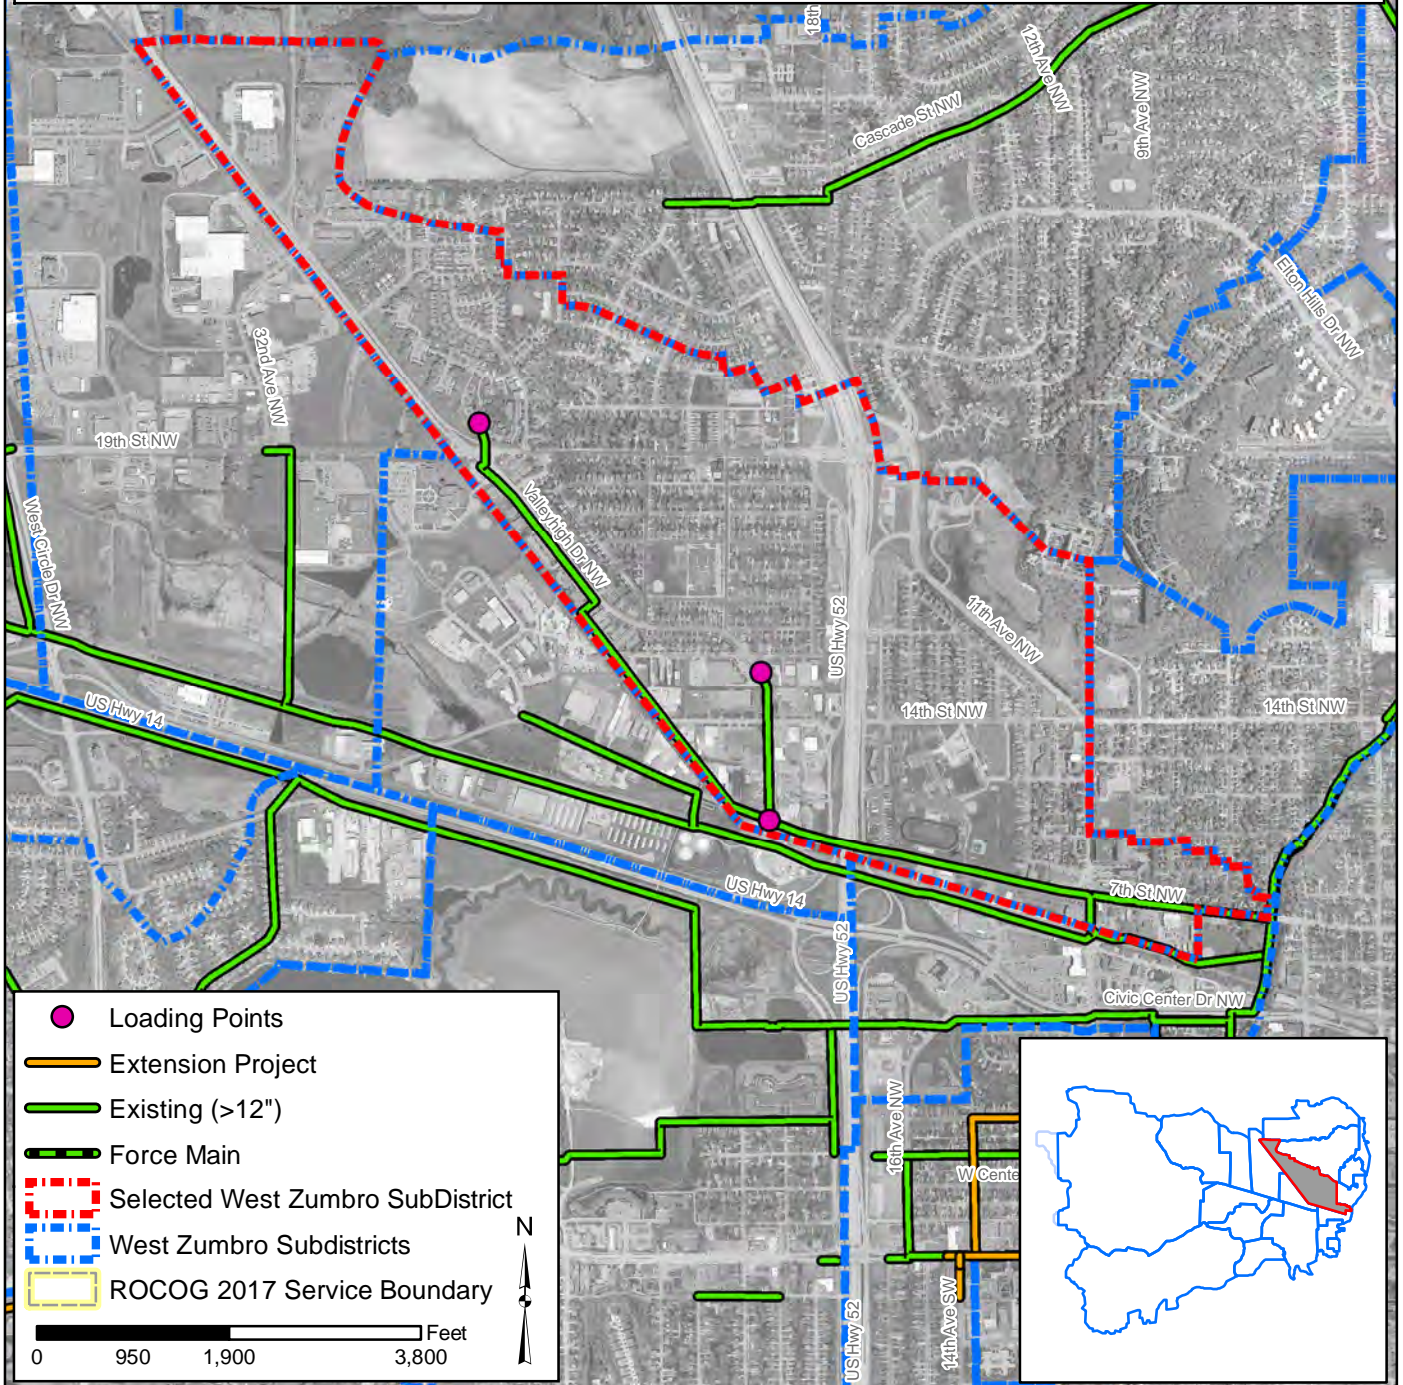 18th
12th Ave NW
9th Ave NW
Cascade St NW
Elton Hills Dr NW
32nd Ave NW
19th St NW
Valleyhigh Dr NW
West Circle Dr NW
11th Ave NW
US Hwy 52
US Hwy 14
14th St NW
14th St NW
7th St NW
US Hwy 14
US Hwy 52
Civic Center Dr NW
16th Ave NW
W Cente
14th Ave SW
US Hwy 52
Loading Points
Extension Project
Existing (>12")
Force Main
Selected West Zumbro SubDistrict
West Zumbro Subdistricts
ROCOG 2017 Service Boundary
N
Feet
0 950 1,900 3,800